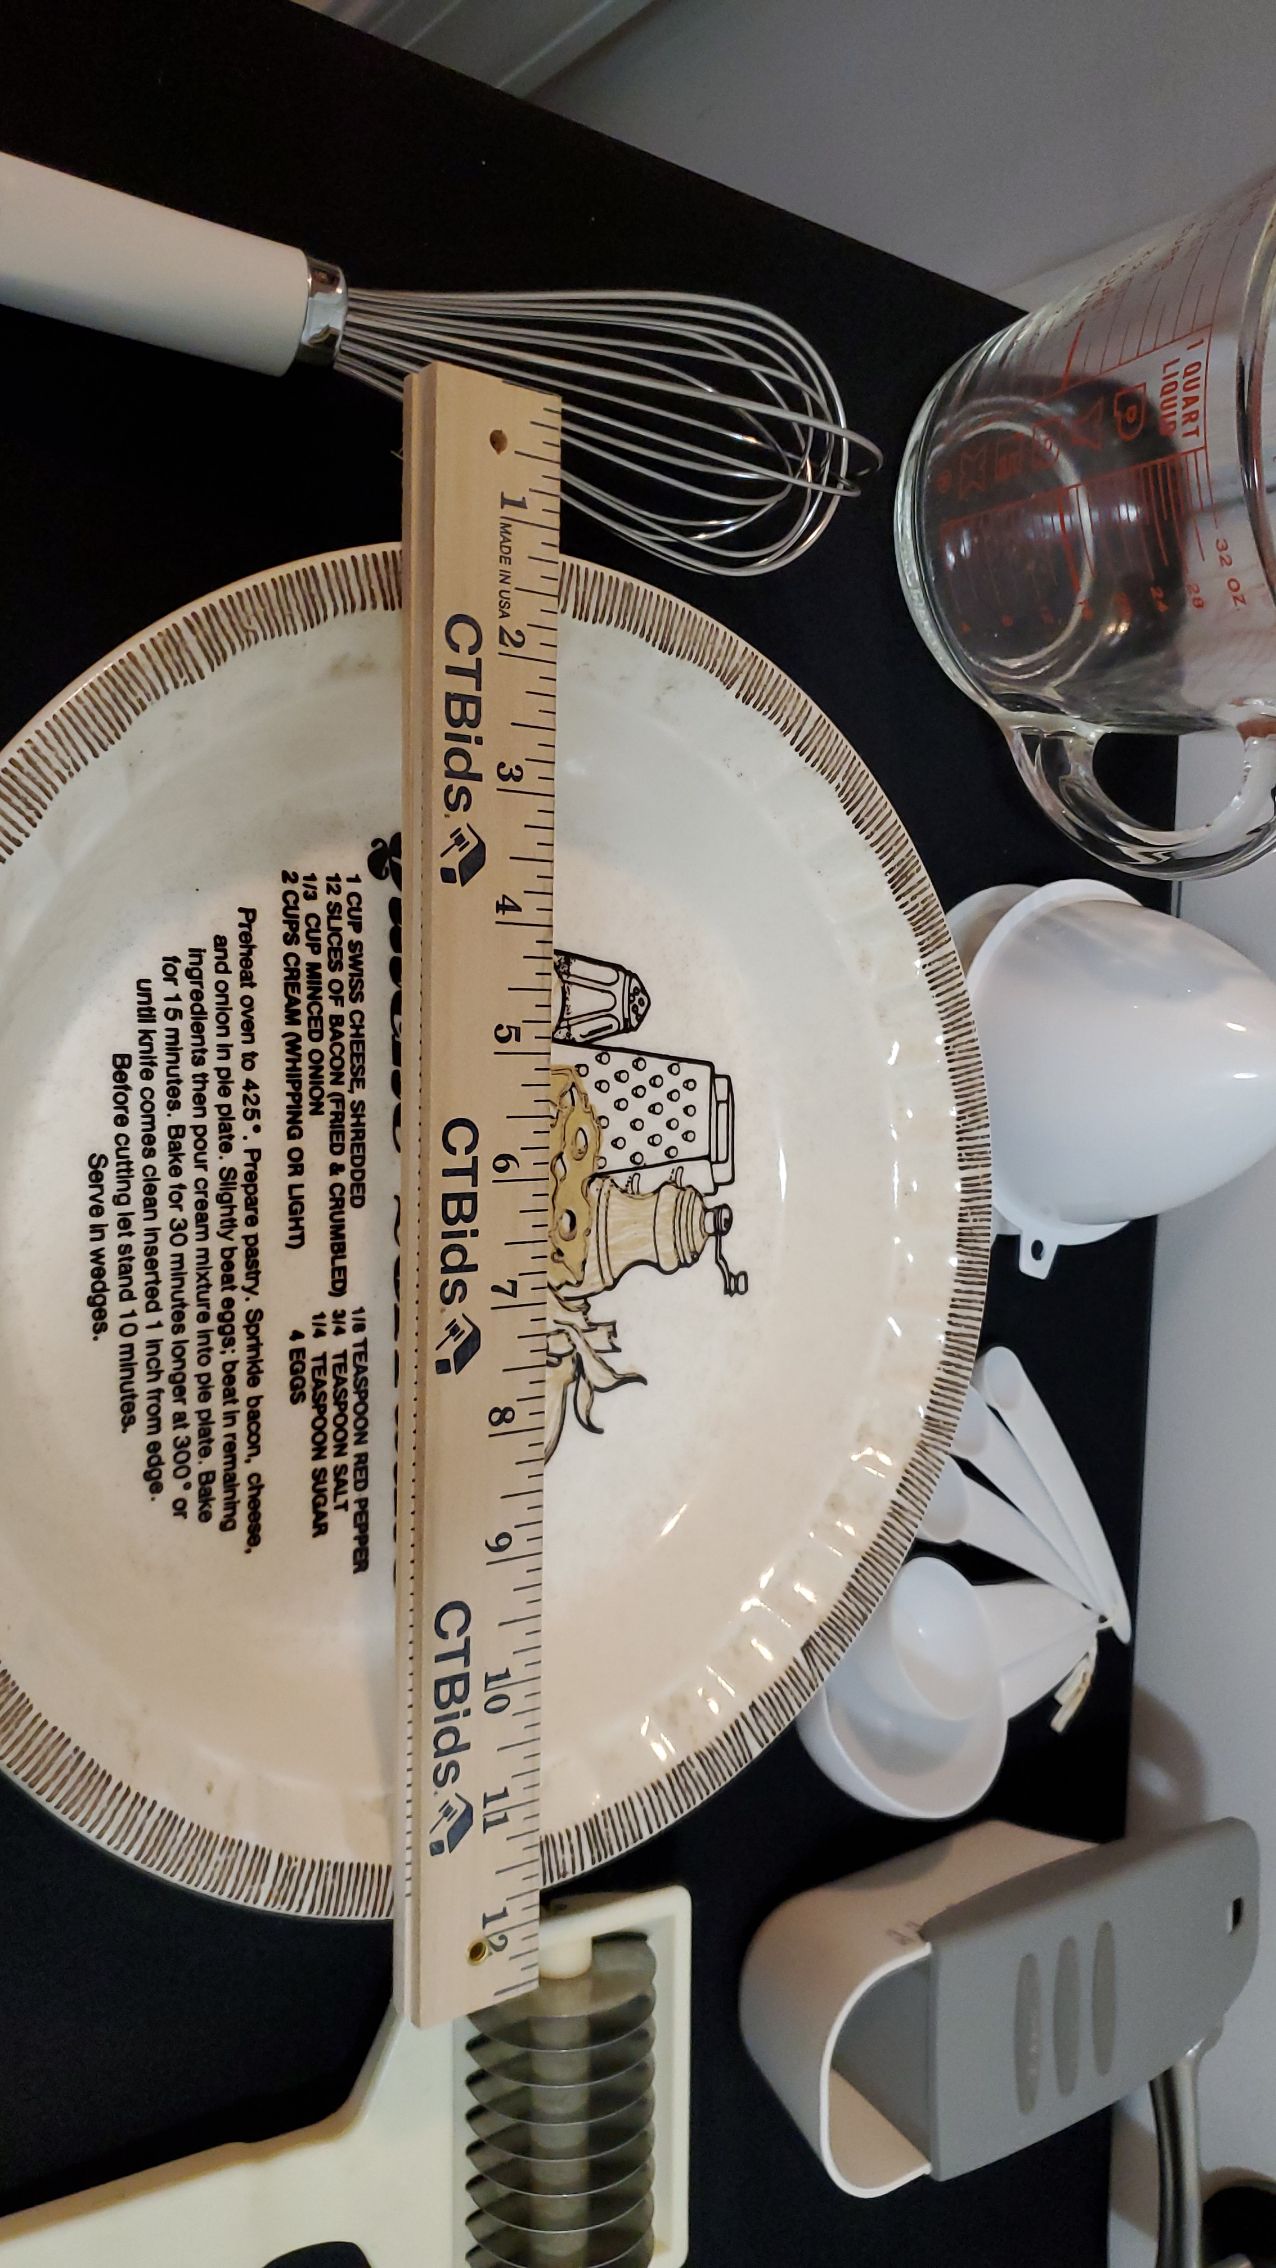 1 MADE IN USA 2 3 4 5 6 7 8 9 10 11 12
CTBids. CTBids. CTBids.
1 CUP SWISS CHEESE, SHREDDED 1/8 TEASPOON RED PEPPER
12 SLICES OF BACON (FRIED & CRUMBLED) 3/4 TEASPOON SALT
1/3 CUP MINCED ONION 1/4 TEASPOON SUGAR
2 CUPS CREAM (WHIPPING OR LIGHT) 4 EGGS
Preheat oven to 425°. Prepare pastry. Sprinkle bacon, cheese,
and onion in pie plate. Slightly beat eggs; beat in remaining
ingredients then pour cream mixture into pie plate. Bake
for 15 minutes. Bake for 30 minutes longer at 300° or
until knife comes clean inserted 1 inch from edge.
Before cutting let stand 10 minutes.
Serve in wedges.
1 QUART
LIQUID
PYREX
32 OZ
28
24